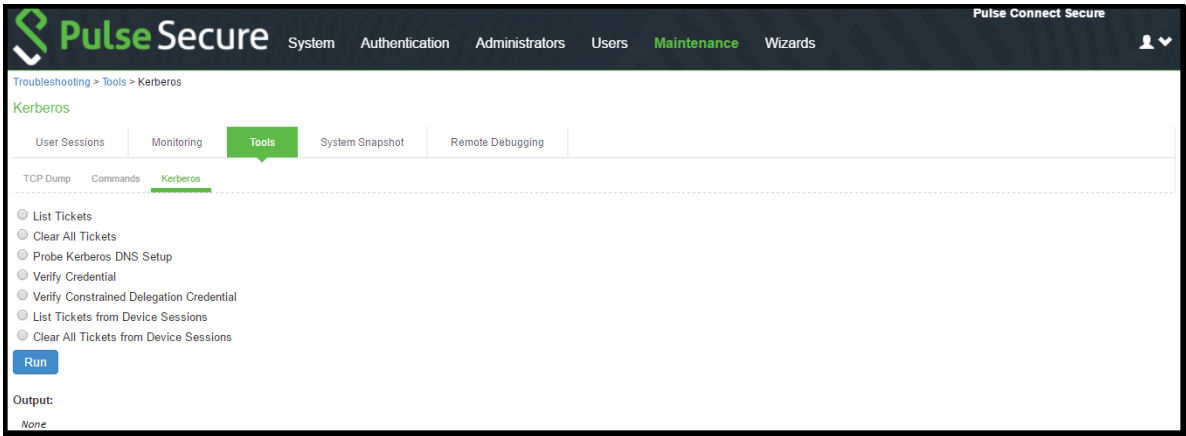 Pulse Connect Secure
Pulse Secure System Authentication Administrators Users Maintenance Wizards
Troubleshooting > Tools > Kerberos
Kerberos
User Sessions Monitoring Tools System Snapshot Remote Debugging
TCP Dump Commands Kerberos
List Tickets
Clear All Tickets
Probe Kerberos DNS Setup
Verify Credential
Verify Constrained Delegation Credential
List Tickets from Device Sessions
Clear All Tickets from Device Sessions
Run
Output:
None